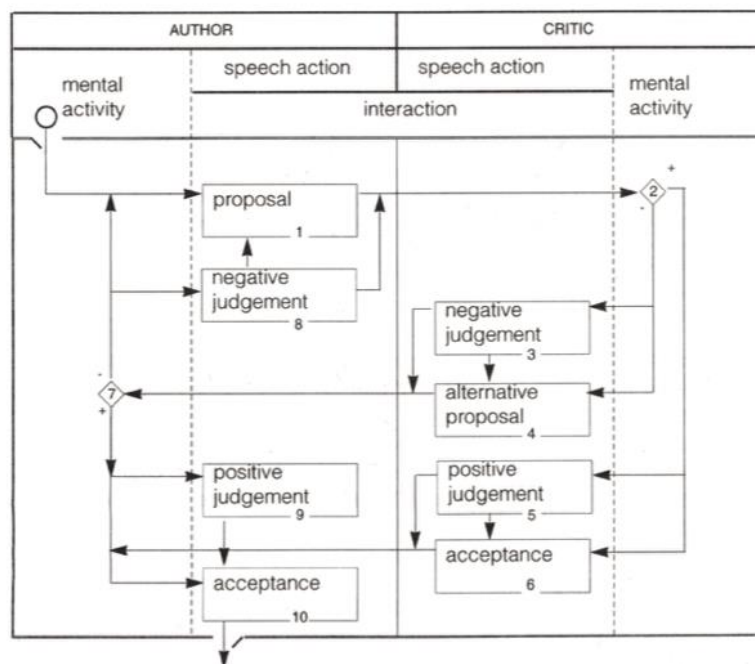 AUTHOR
CRITIC
speech action
speech action
mental
activity
mental
activity
interaction
+
proposal
1
2
-
negative
judgement
8
negative
judgement
3
-
7
+
alternative
proposal
4
positive
judgement
9
positive
judgement
5
acceptance
6
acceptance
10